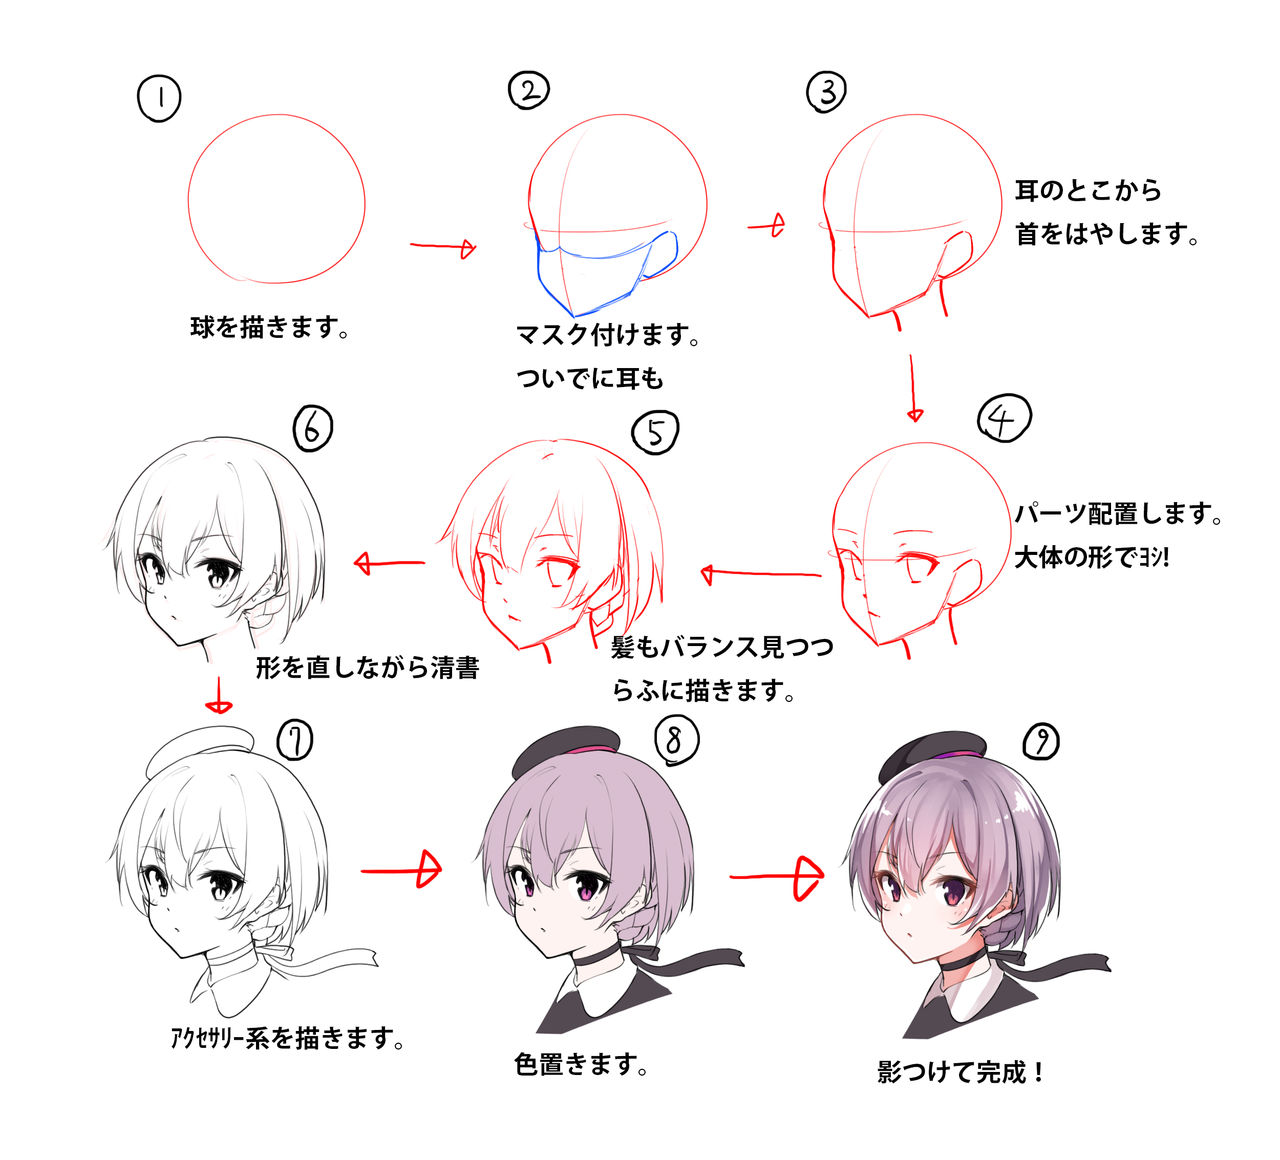 ①
球を描きます。
②
マスク付けます。
ついでに耳も
③
耳のとこから
首をはやします。
④
パーツ配置します。
大体の形でﾖｼ!
⑤
髪もバランス見つつ
らふに描きます。
⑥
形を直しながら清書
⑦
ｱｸｾｻﾘｰ系を描きます。
⑧
色置きます。
⑨
影つけて完成！